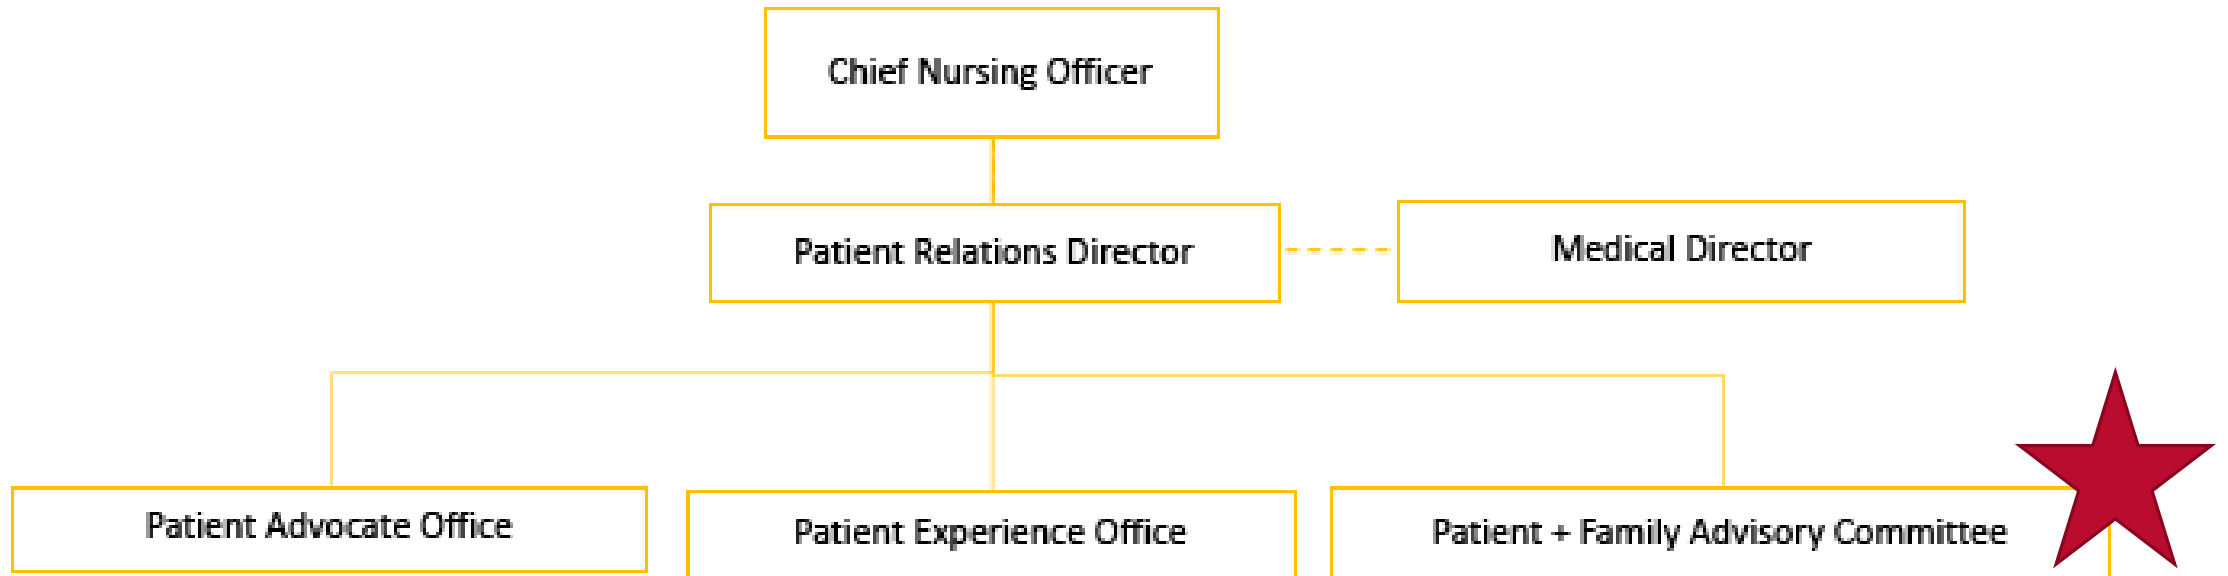 Chief Nursing Officer
Patient Relations Director
Medical Director
Patient Advocate Office
Patient Experience Office
Patient + Family Advisory Committee